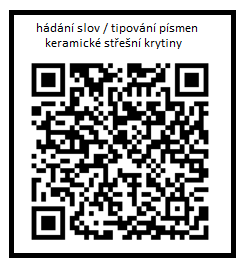 hádání slov / tipování písmen
keramické střešní krytiny